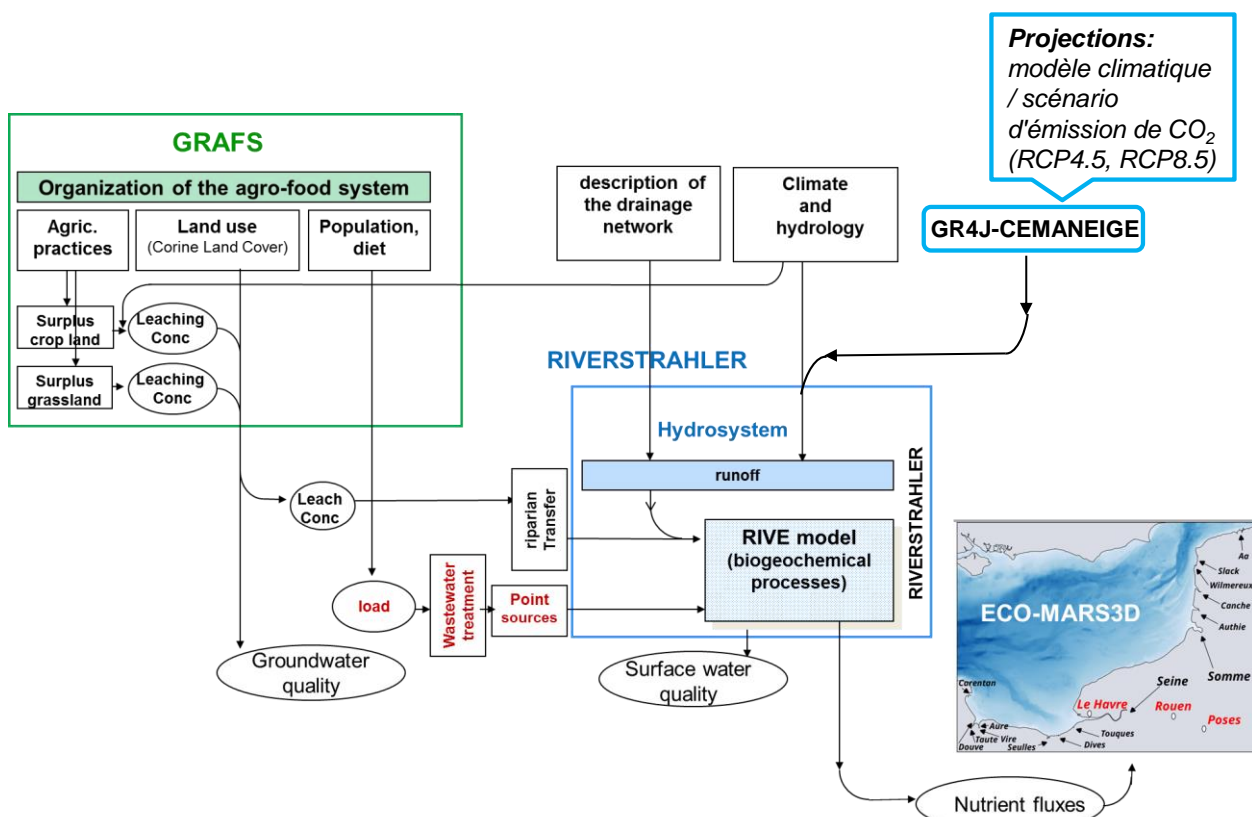 Projections:
modèle climatique
/ scénario
d'émission de CO2
(RCP4.5, RCP8.5)
GR4J-CEMANEIGE
GRAFS
Organization of the agro-food system
Agric.
practices
Land use
(Corine Land Cover)
Population,
diet
description of
the drainage
network
Climate
and
hydrology
Surplus
crop land
Leaching
Conc
Surplus
grassland
Leaching
Conc
RIVERSTRAHLER
Hydrosystem
runoff
RIVERSTRAHLER
Leach
Conc
riparian
Transfer
RIVE model
(biogeochemical
processes)
load
Wastewater
treatment
Point
sources
Groundwater
quality
Surface water
quality
Nutrient fluxes
ECO-MARS3D
Aa
Slack
Wilmereux
Canche
Authie
Somme
Seine
Le Havre
Rouen
Poses
Carentan
Aure
Taute Vire
Douve
Seulles
Dives
Touques